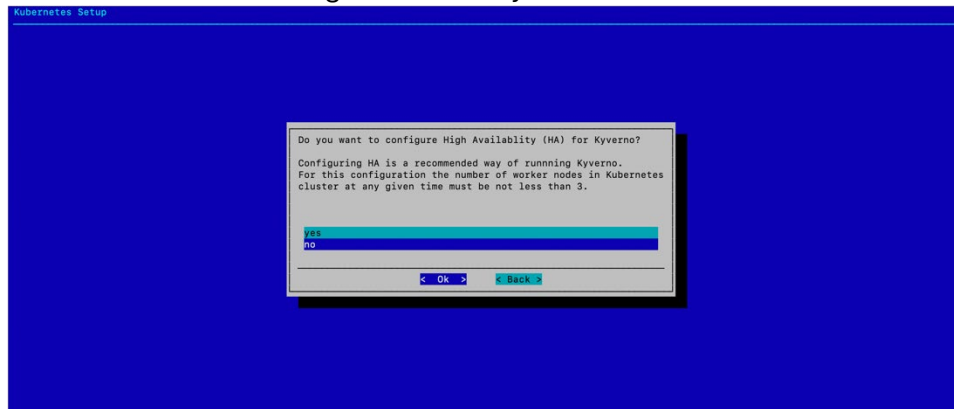 Kubernetes Setup
Do you want to configure High Availablity (HA) for Kyverno?
Configuring HA is a recommended way of runnning Kyverno.
For this configuration the number of worker nodes in Kubernetes
cluster at any given time must be not less than 3.
yes
no
< Ok > < Back >